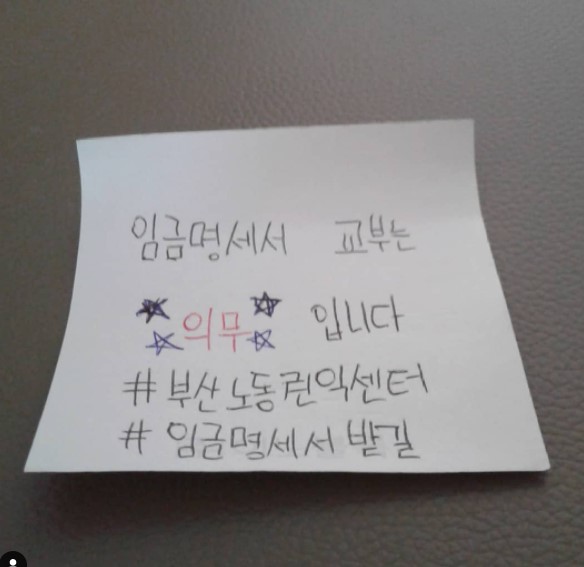 임금명세서 교부는
의무 입니다
# 부산노동권익센터
# 임금명세서 받길